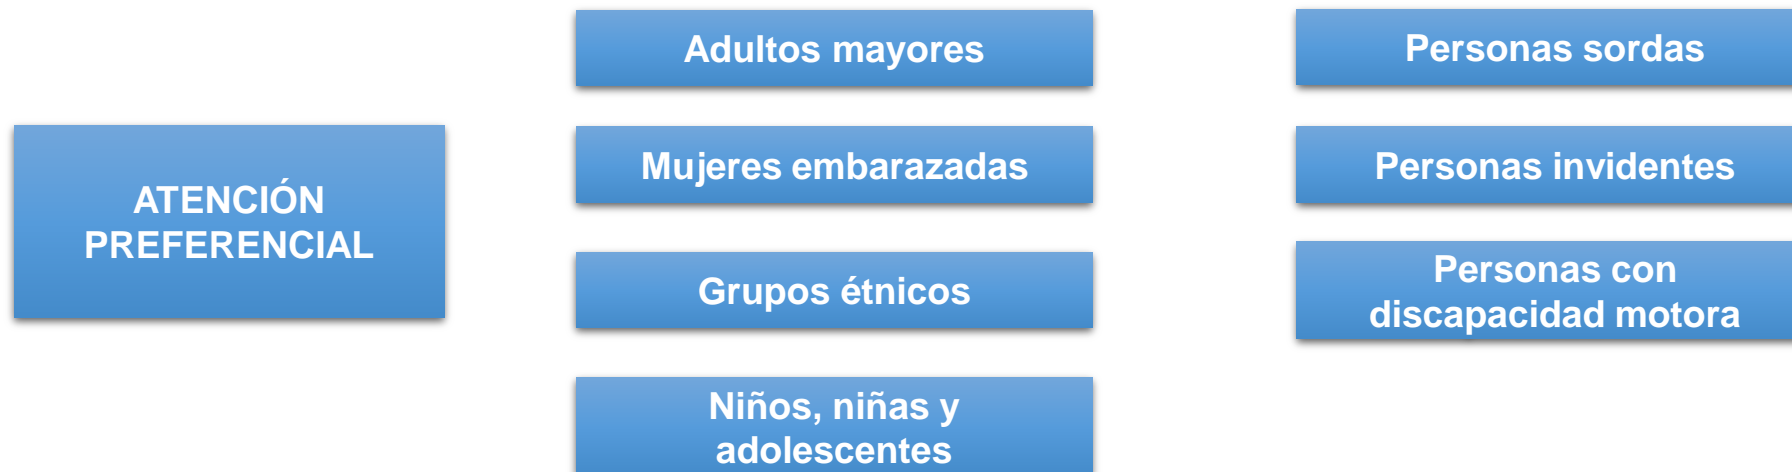 ATENCIÓN
PREFERENCIAL
Adultos mayores
Mujeres embarazadas
Grupos étnicos
Niños, niñas y
adolescentes
Personas sordas
Personas invidentes
Personas con
discapacidad motora